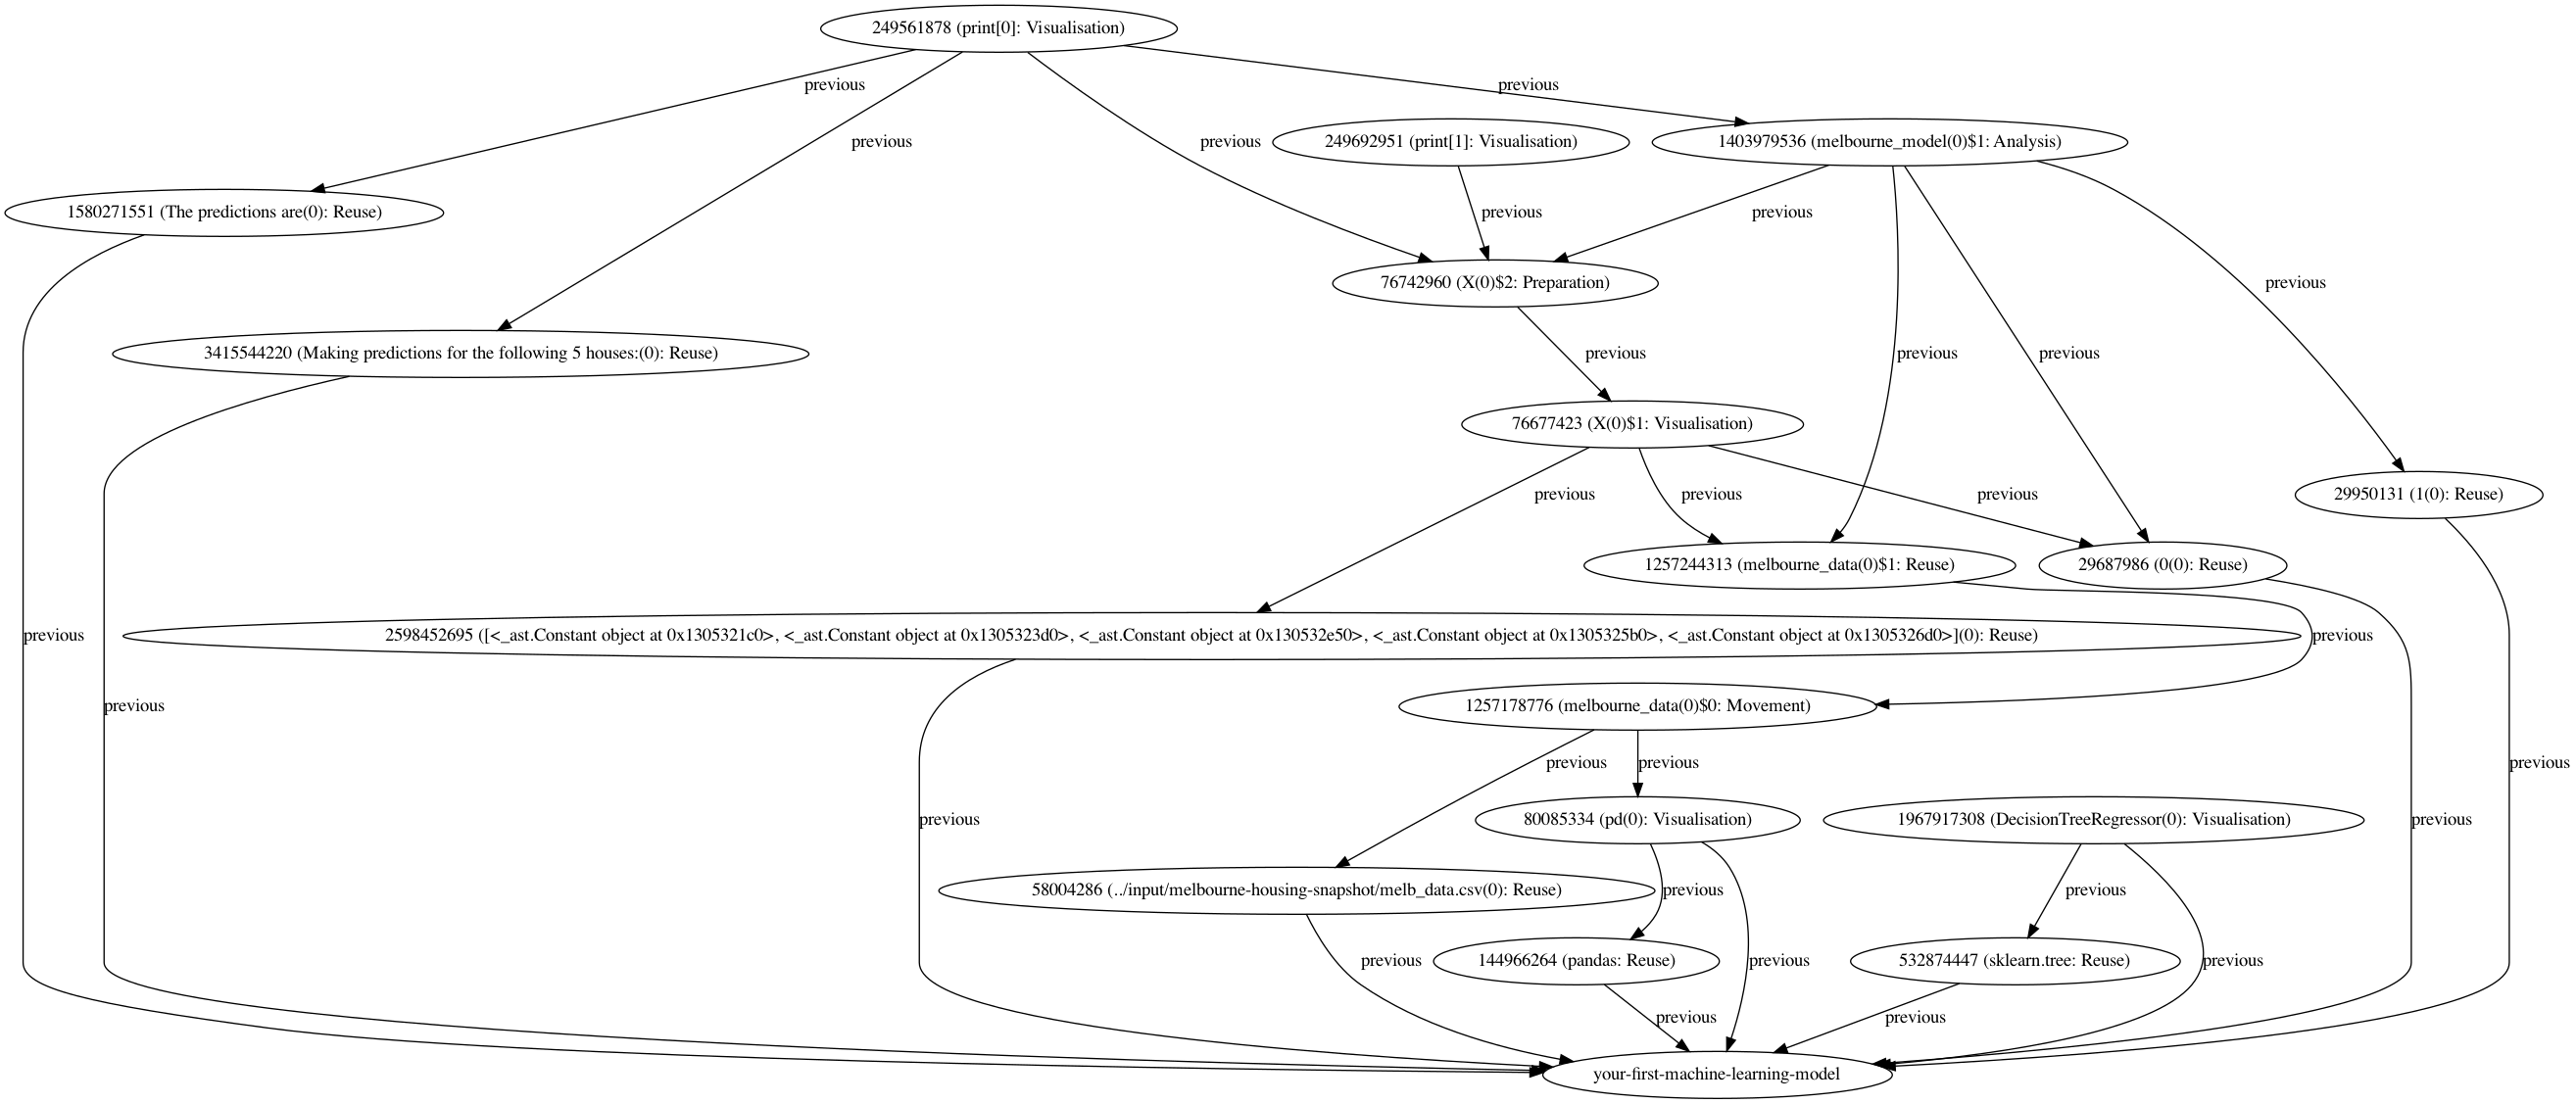 249561878 (print[0]: Visualisation)
previous
previous
previous
previous
249692951 (print[1]: Visualisation)
1403979536 (melbourne_model(0)$1: Analysis)
1580271551 (The predictions are(0): Reuse)
previous
previous
76742960 (X(0)$2: Preparation)
previous
3415544220 (Making predictions for the following 5 houses:(0): Reuse)
previous
previous
previous
76677423 (X(0)$1: Visualisation)
previous
previous
previous
29950131 (1(0): Reuse)
1257244313 (melbourne_data(0)$1: Reuse)
29687986 (0(0): Reuse)
previous
2598452695 ([<_ast.Constant object at 0x1305321c0>, <_ast.Constant object at 0x1305323d0>, <_ast.Constant object at 0x130532e50>, <_ast.Constant object at 0x1305325b0>, <_ast.Constant object at 0x1305326d0>](0): Reuse)
previous
previous
1257178776 (melbourne_data(0)$0: Movement)
previous
previous
previous
previous
80085334 (pd(0): Visualisation)
1967917308 (DecisionTreeRegressor(0): Visualisation)
previous
58004286 (../input/melbourne-housing-snapshot/melb_data.csv(0): Reuse)
previous
previous
previous
144966264 (pandas: Reuse)
previous
532874447 (sklearn.tree: Reuse)
previous
previous
previous
your-first-machine-learning-model